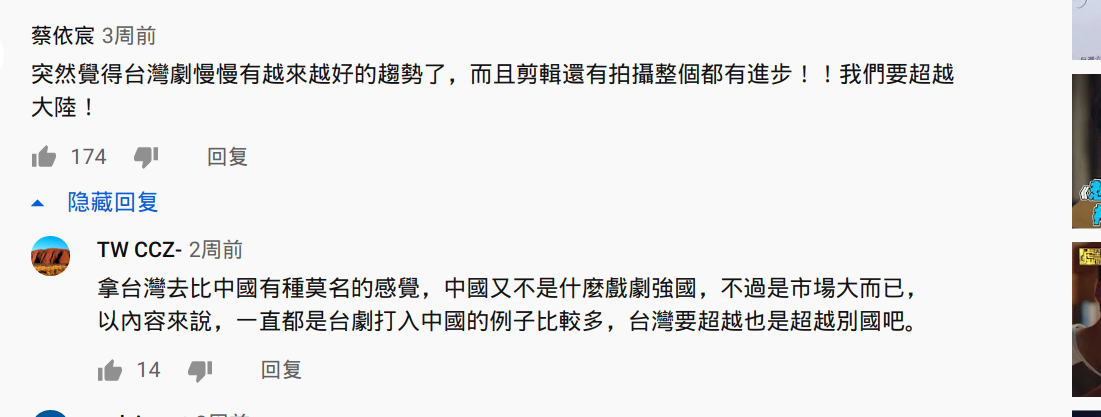 蔡依宸 3周前
突然覺得台灣劇慢慢有越來越好的趨勢了，而且剪輯還有拍攝整個都有進步！！我們要超越
大陸！
174 回复
隐藏回复
TW CCZ- 2周前
拿台灣去比中國有種莫名的感覺，中國又不是什麼戲劇強國，不過是市場大而已，
以內容來說，一直都是台劇打入中國的例子比較多，台灣要超越也是超越別國吧。
14 回复